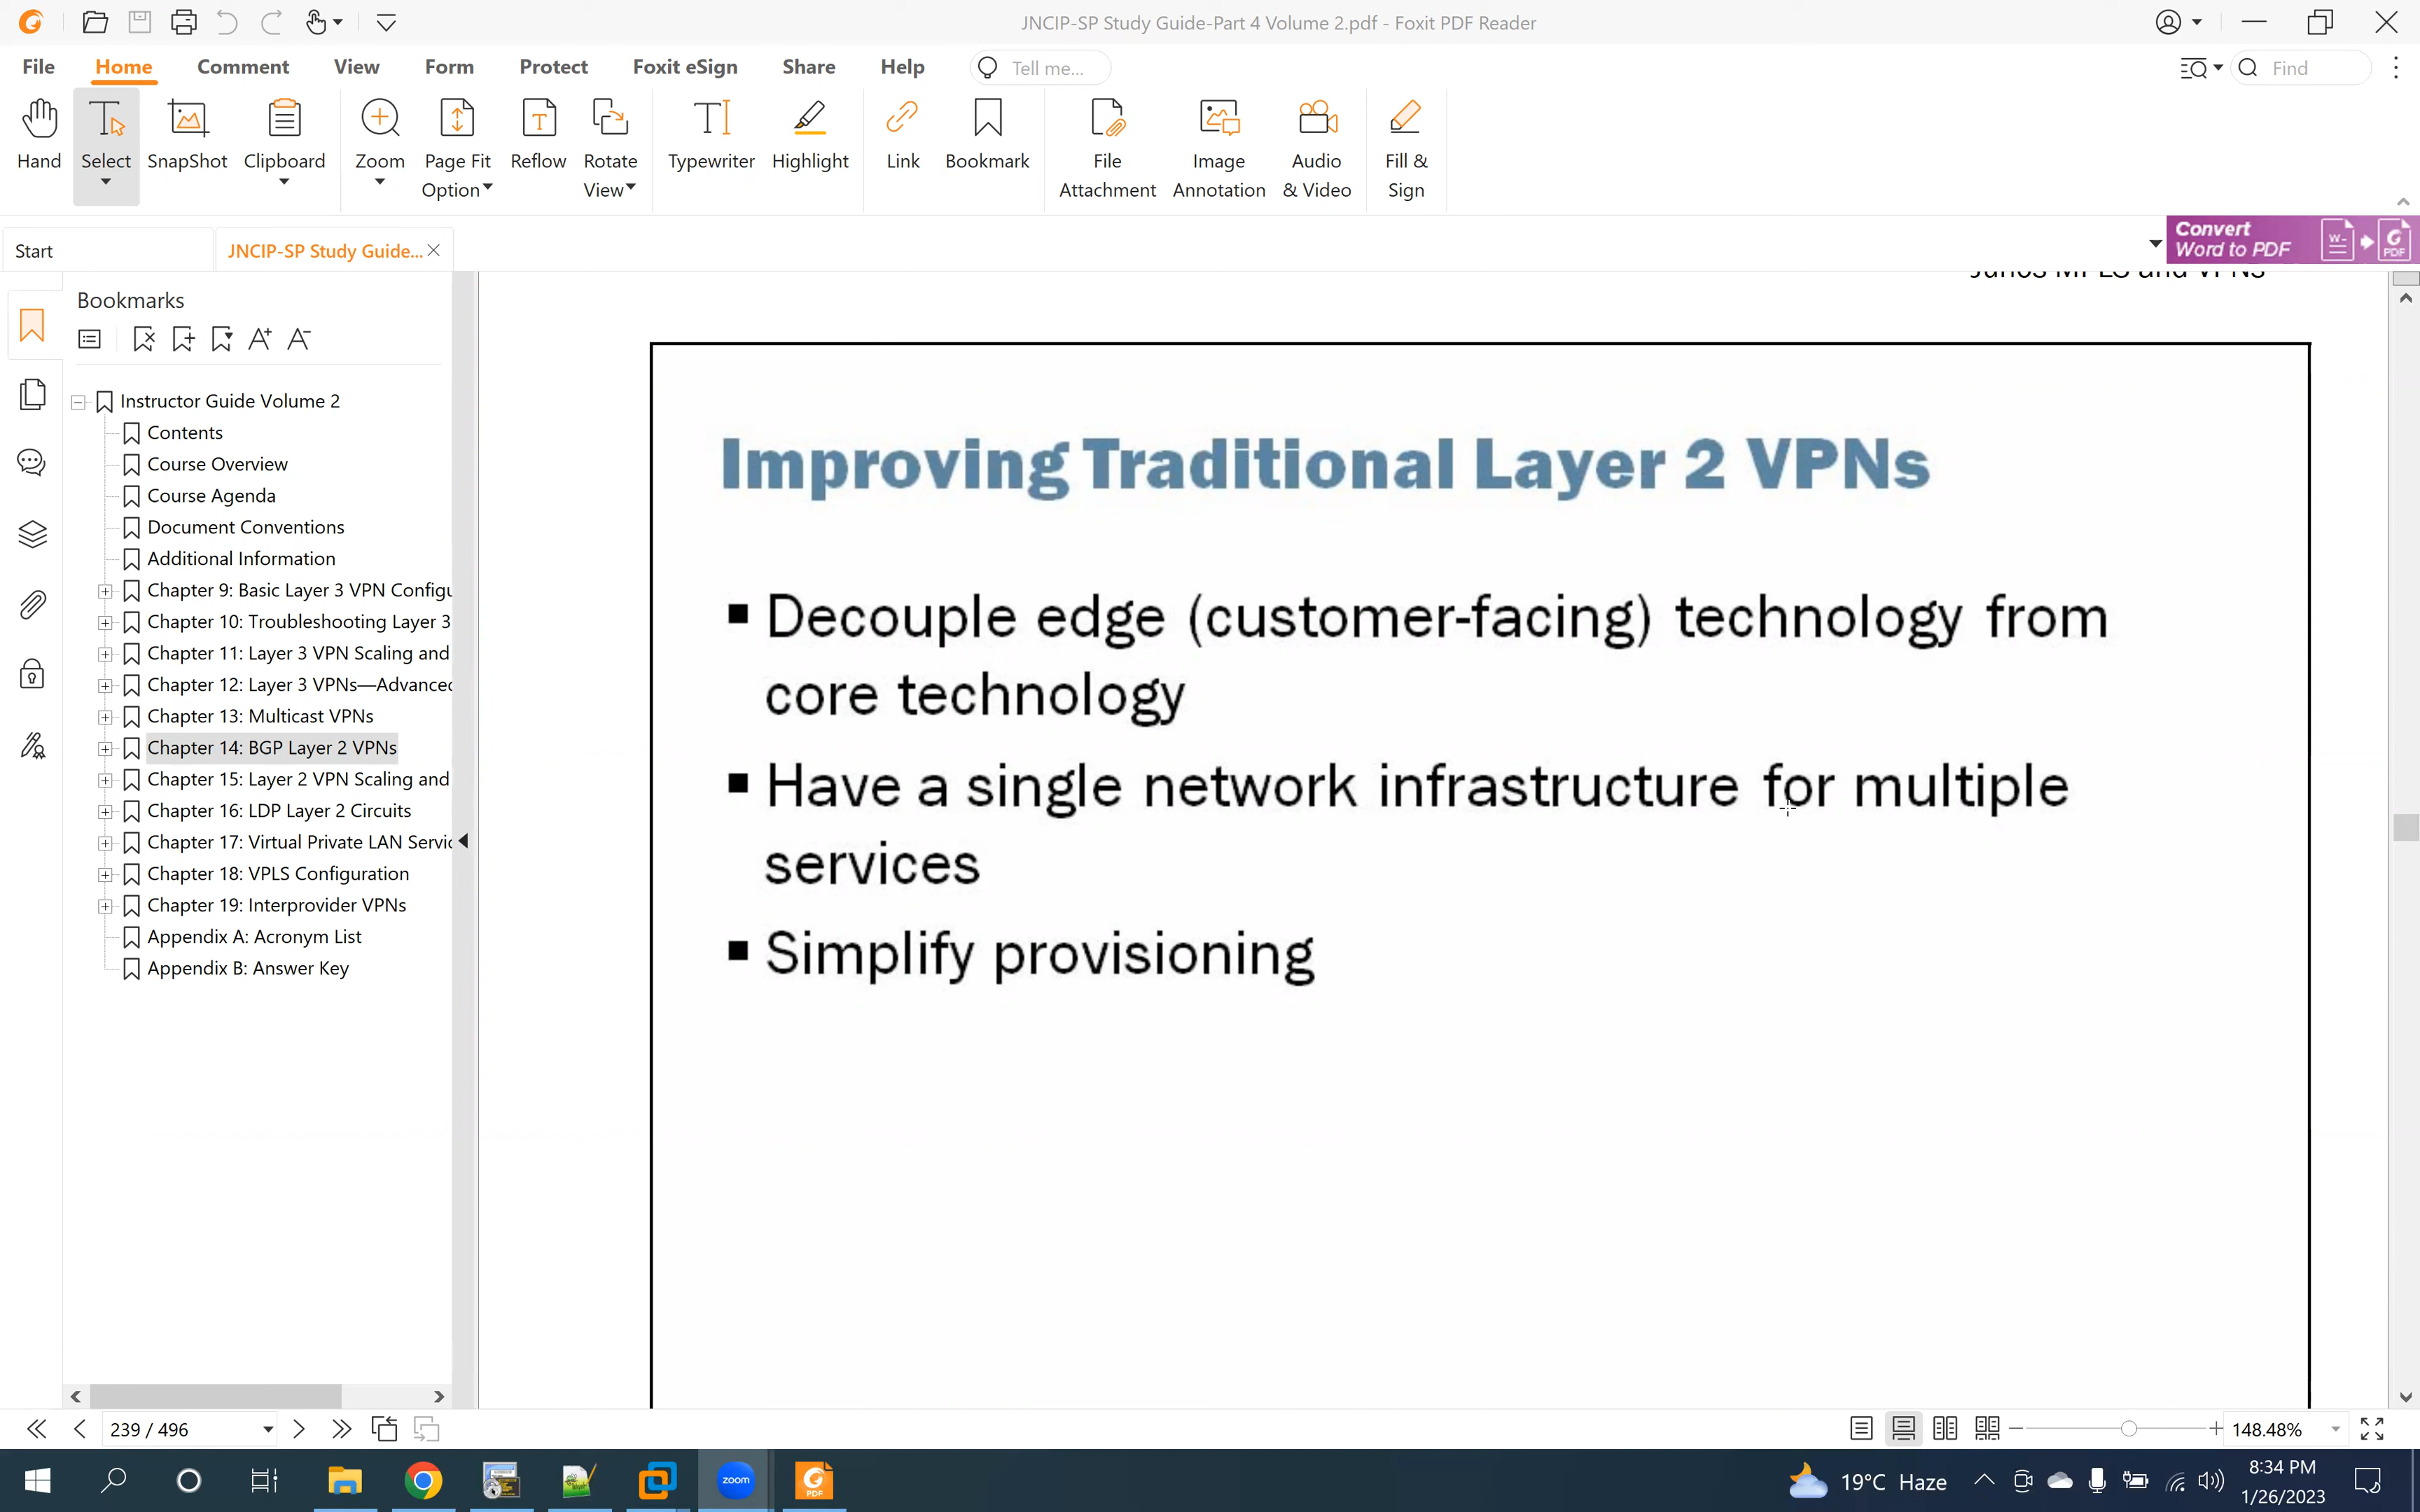 JNCIP-SP Study Guide-Part 4 Volume 2.pdf - Foxit PDF Reader
File Home Comment View Form Protect Foxit eSign Share Help Tell me... Find
Hand Select SnapShot Clipboard Zoom Page Fit Option Reflow Rotate View Typewriter Highlight Link Bookmark File Attachment Image Annotation Audio & Video Fill & Sign
Start JNCIP-SP Study Guide...
Convert
Word to PDF
W PDF
Junos MPLS and VPNs
Bookmarks
Instructor Guide Volume 2
Contents
Course Overview
Course Agenda
Document Conventions
Additional Information
Chapter 9: Basic Layer 3 VPN Configu
Chapter 10: Troubleshooting Layer 3
Chapter 11: Layer 3 VPN Scaling and
Chapter 12: Layer 3 VPNs—Advanced
Chapter 13: Multicast VPNs
Chapter 14: BGP Layer 2 VPNs
Chapter 15: Layer 2 VPN Scaling and
Chapter 16: LDP Layer 2 Circuits
Chapter 17: Virtual Private LAN Servic
Chapter 18: VPLS Configuration
Chapter 19: Interprovider VPNs
Appendix A: Acronym List
Appendix B: Answer Key
Improving Traditional Layer 2 VPNs
▪ Decouple edge (customer-facing) technology from
core technology
▪ Have a single network infrastructure for multiple
services
▪ Simplify provisioning
239 / 496
148.48%
zoom
PDF
19°C Haze
8:34 PM
1/26/2023